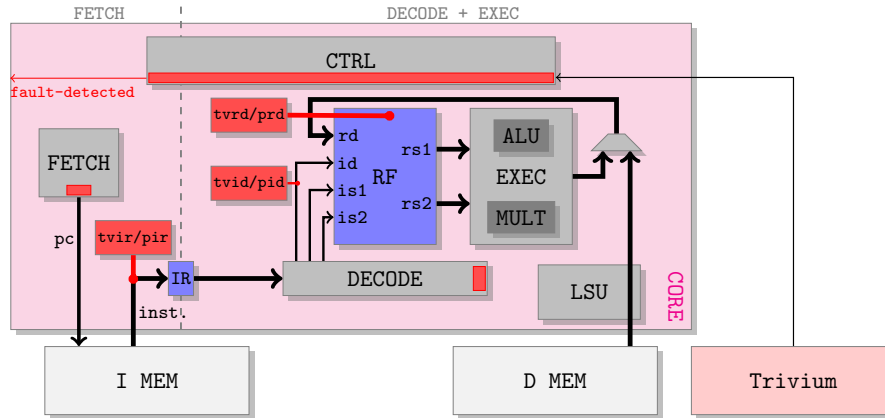 FETCH
DECODE + EXEC
CTRL
fault-detected
tvrd/prd
rd
rs1
ALU
FETCH
id
RF
EXEC
tvid/pid
is1
rs2
MULT
is2
tvir/pir
pc
IR
DECODE
LSU
CORE
inst.
I MEM
D MEM
Trivium